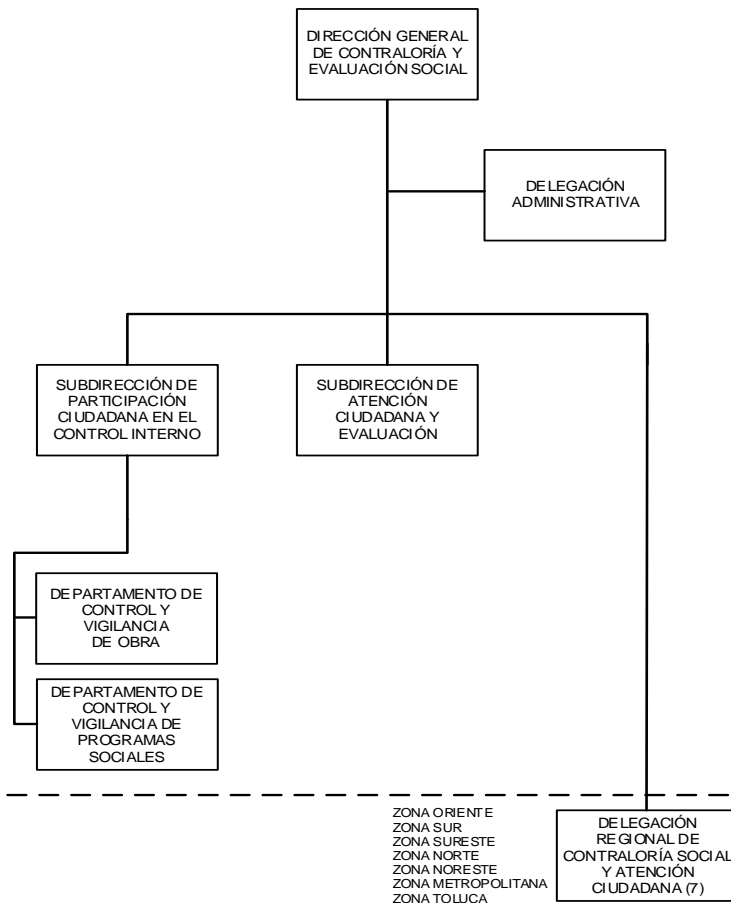 DIRECCIÓN GENERAL
DE CONTRALORÍA Y
EVALUACIÓN SOCIAL
DELEGACIÓN
ADMINISTRATIVA
SUBDIRECCIÓN DE
PARTICIPACIÓN
CIUDADANA EN EL
CONTROL INTERNO
SUBDIRECCIÓN DE
ATENCIÓN
CIUDADANA Y
EVALUACIÓN
DEPARTAMENTO DE
CONTROL Y
VIGILANCIA
DE OBRA
DEPARTAMENTO DE
CONTROL Y
VIGILANCIA DE
PROGRAMAS
SOCIALES
ZONA ORIENTE
ZONA SUR
ZONA SURESTE
ZONA NORTE
ZONA NORESTE
ZONA METROPOLITANA
ZONA TOLUCA
DELEGACIÓN
REGIONAL DE
CONTRALORÍA SOCIAL
Y ATENCIÓN
CIUDADANA (7)